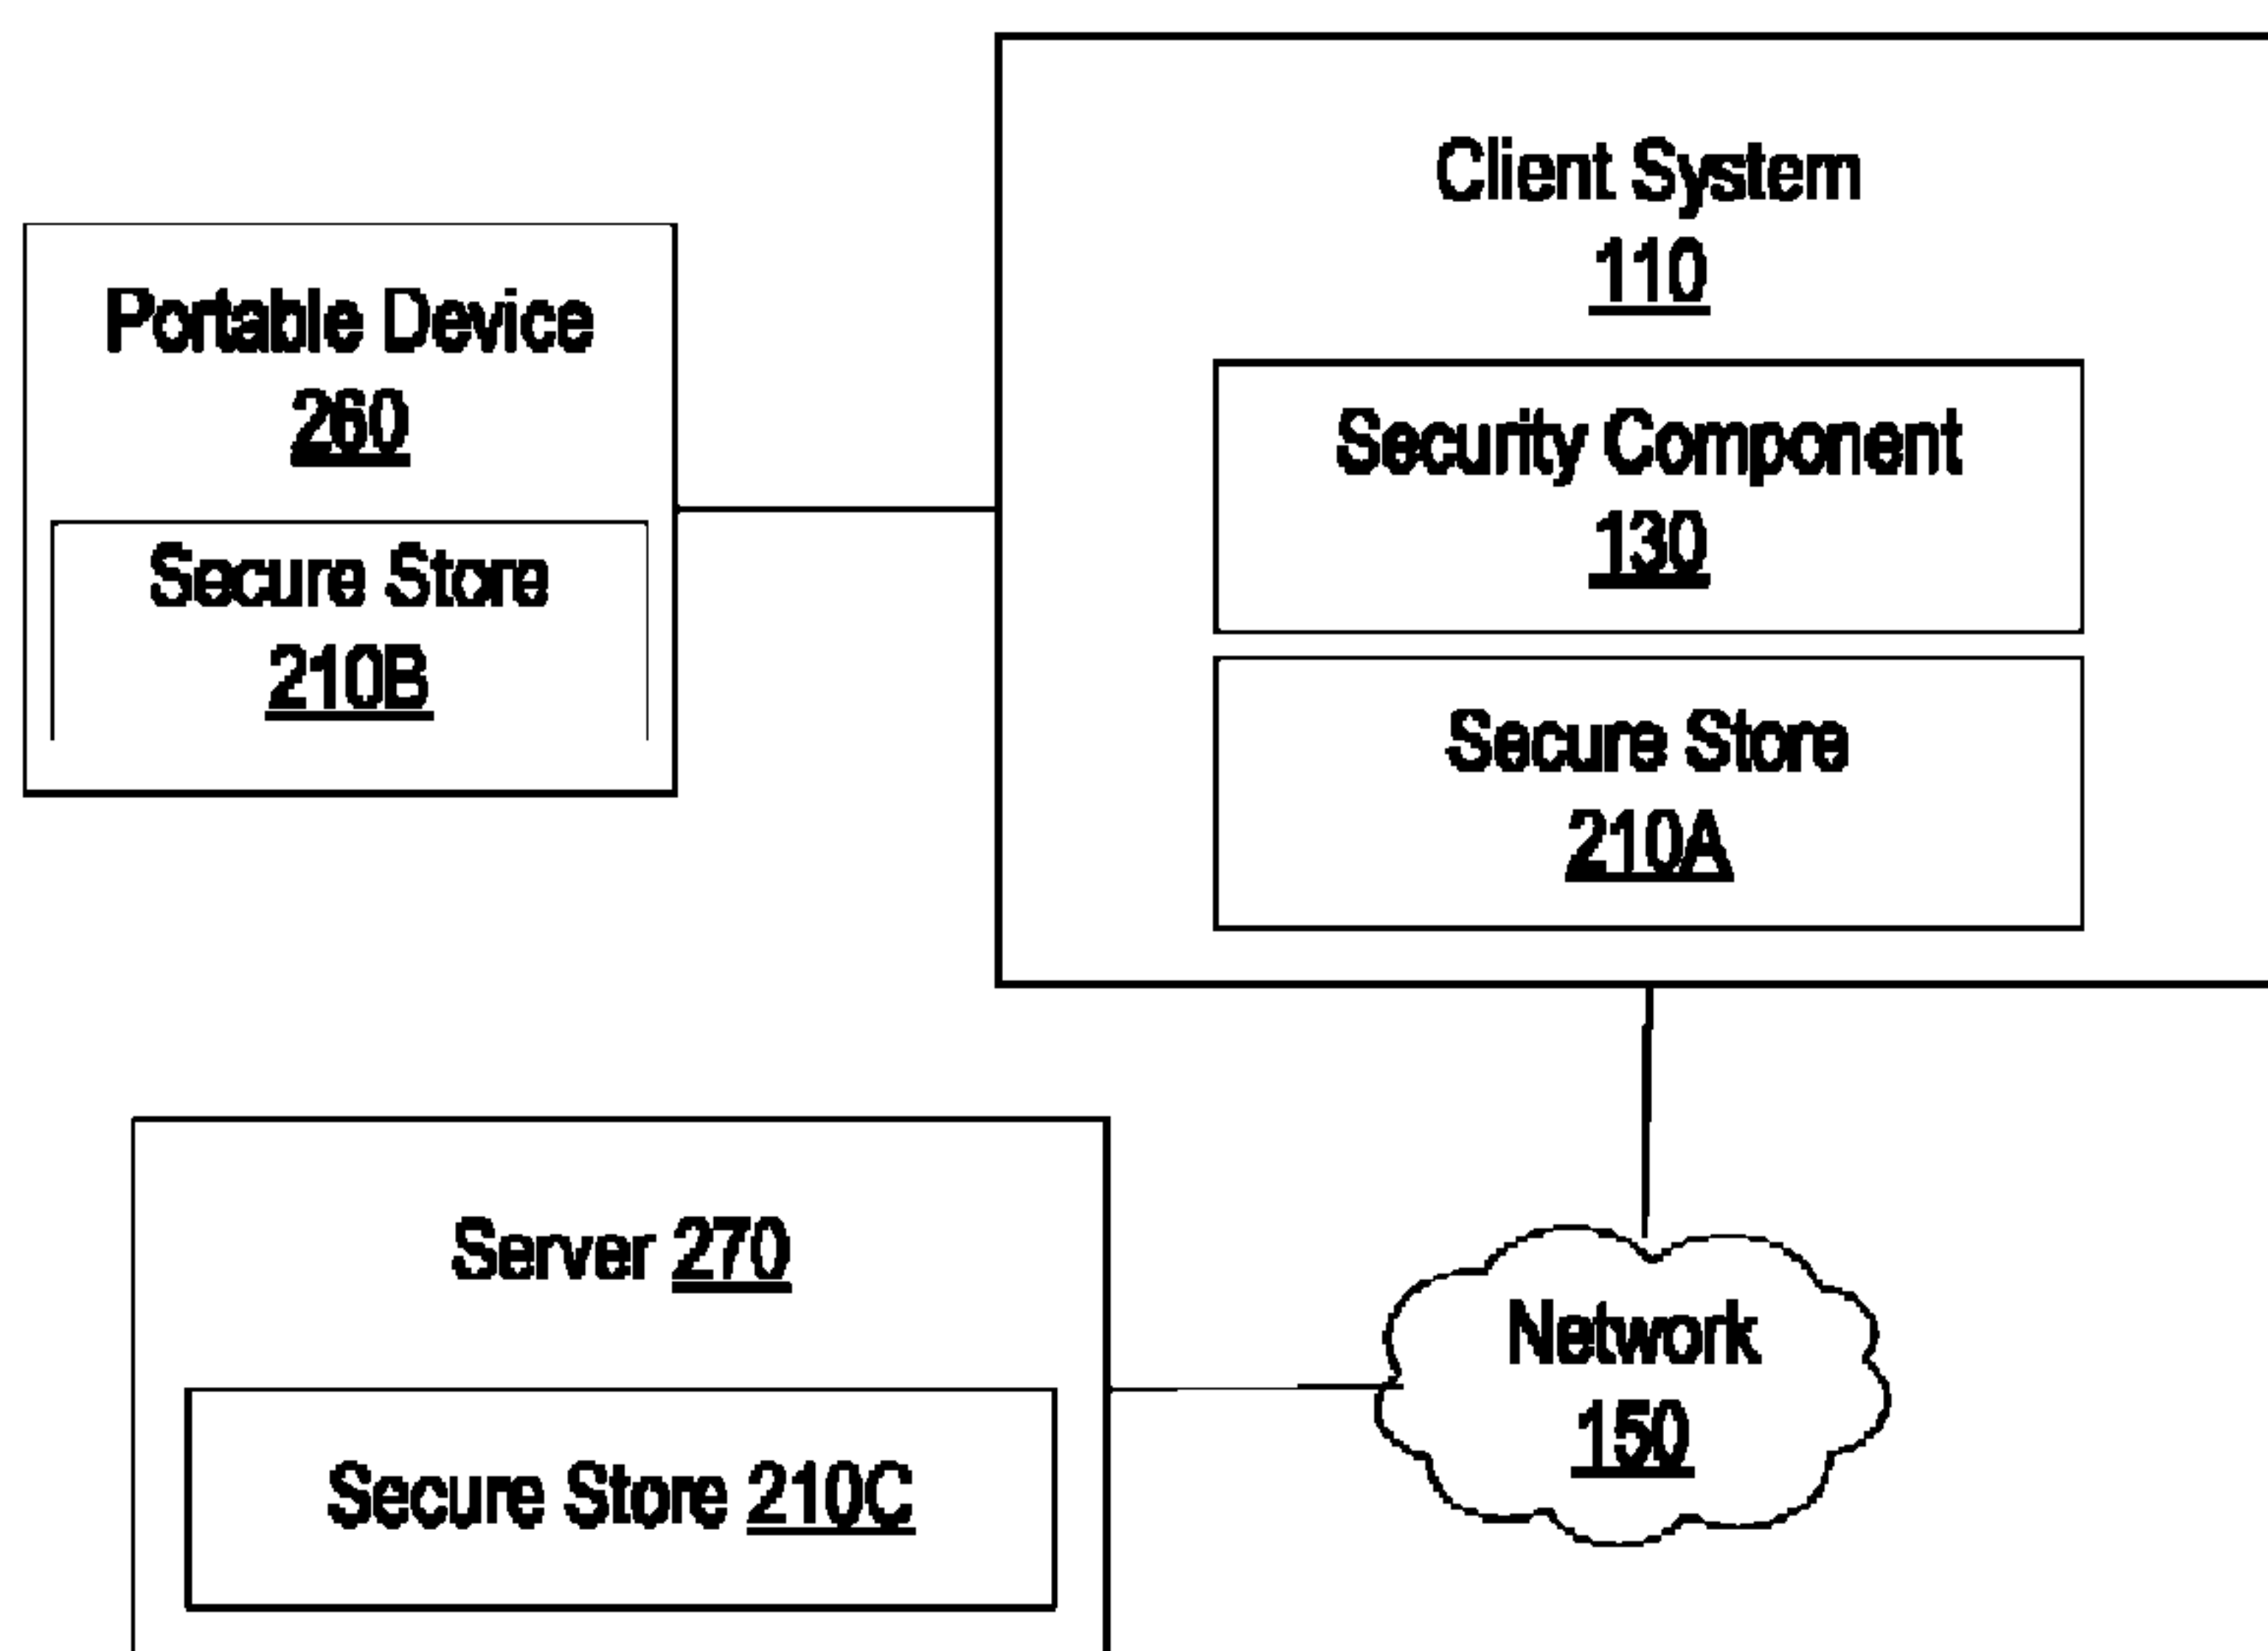 Client System
110
Portable Device
260
Security Component
130
Secure Store
210B
Secure Store
210A
Server 270
Network
150
Secure Store 210C